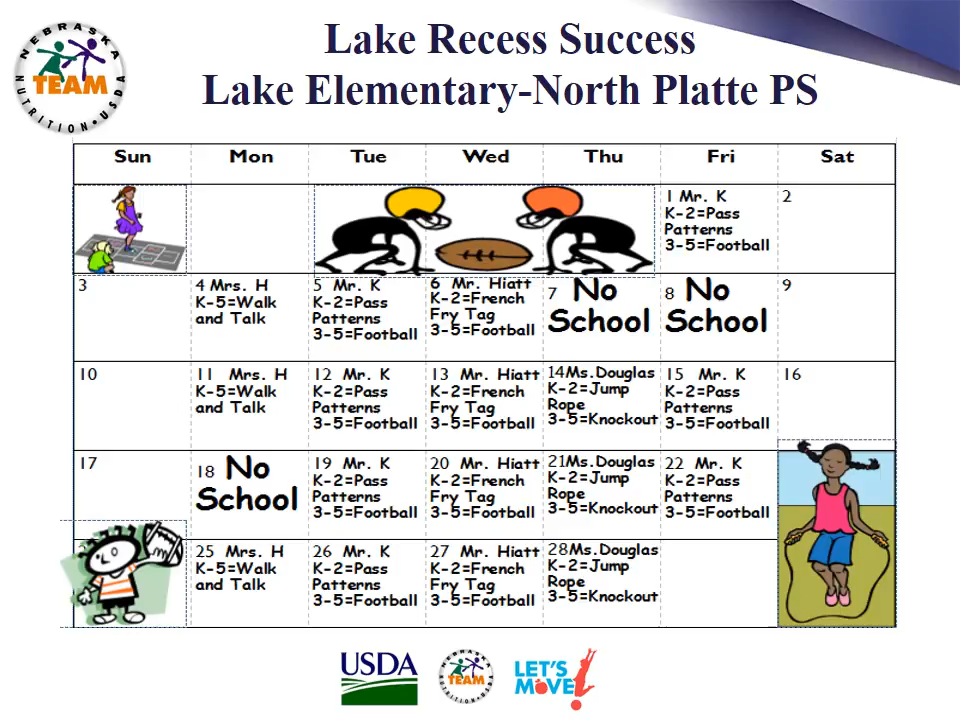 Lake Recess Success
Lake Elementary-North Platte PS
NEBRASKA
TEAM
NUTRITION • USDA
Sun Mon Tue Wed Thu Fri Sat
1 Mr. K
K-2=Pass
Patterns
3-5=Football
2
3
4 Mrs. H
K-5=Walk
and Talk
5 Mr. K
K-2=Pass
Patterns
3-5=Football
6 Mr. Hiatt
K-2=French
Fry Tag
3-5=Football
7 No
School
8 No
School
9
10
11 Mrs. H
K-5=Walk
and Talk
12 Mr. K
K-2=Pass
Patterns
3-5=Football
13 Mr. Hiatt
K-2=French
Fry Tag
3-5=Football
14Ms.Douglas
K-2=Jump
Rope
3-5=Knockout
15 Mr. K
K-2=Pass
Patterns
3-5=Football
16
17
18 No
School
19 Mr. K
K-2=Pass
Patterns
3-5=Football
20 Mr. Hiatt
K-2=French
Fry Tag
3-5=Football
21Ms.Douglas
K-2=Jump
Rope
3-5=Knockout
22 Mr. K
K-2=Pass
Patterns
3-5=Football
25 Mrs. H
K-5=Walk
and Talk
26 Mr. K
K-2=Pass
Patterns
3-5=Football
27 Mr. Hiatt
K-2=French
Fry Tag
3-5=Football
28Ms.Douglas
K-2=Jump
Rope
3-5=Knockout
USDA
NEBRASKA
TEAM
NUTRITION • USDA
LET'S
MOVE!